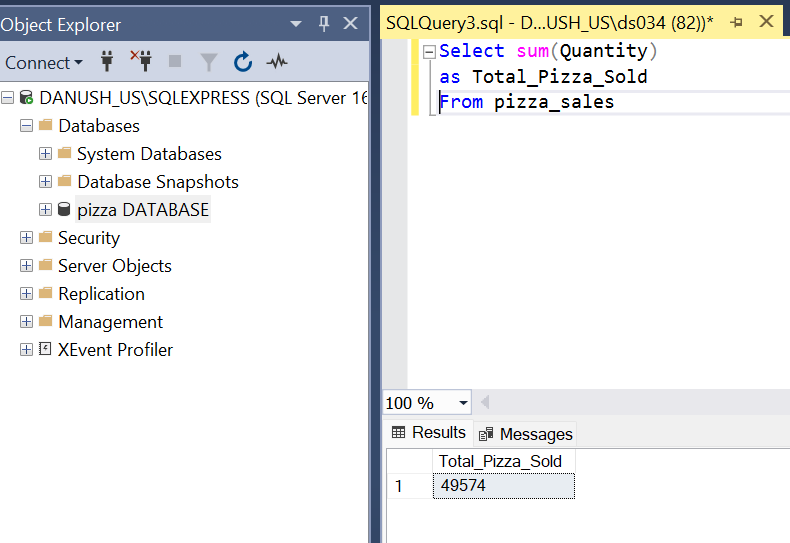 Object Explorer
Connect
DANUSH_US\SQLEXPRESS (SQL Server 16
Databases
System Databases
Database Snapshots
pizza DATABASE
Security
Server Objects
Replication
Management
XEvent Profiler
SQLQuery3.sql - D...USH_US\ds034 (82))*
Select sum(Quantity)
as Total_Pizza_Sold
From pizza_sales
100 %
Results Messages
Total_Pizza_Sold
1 49574